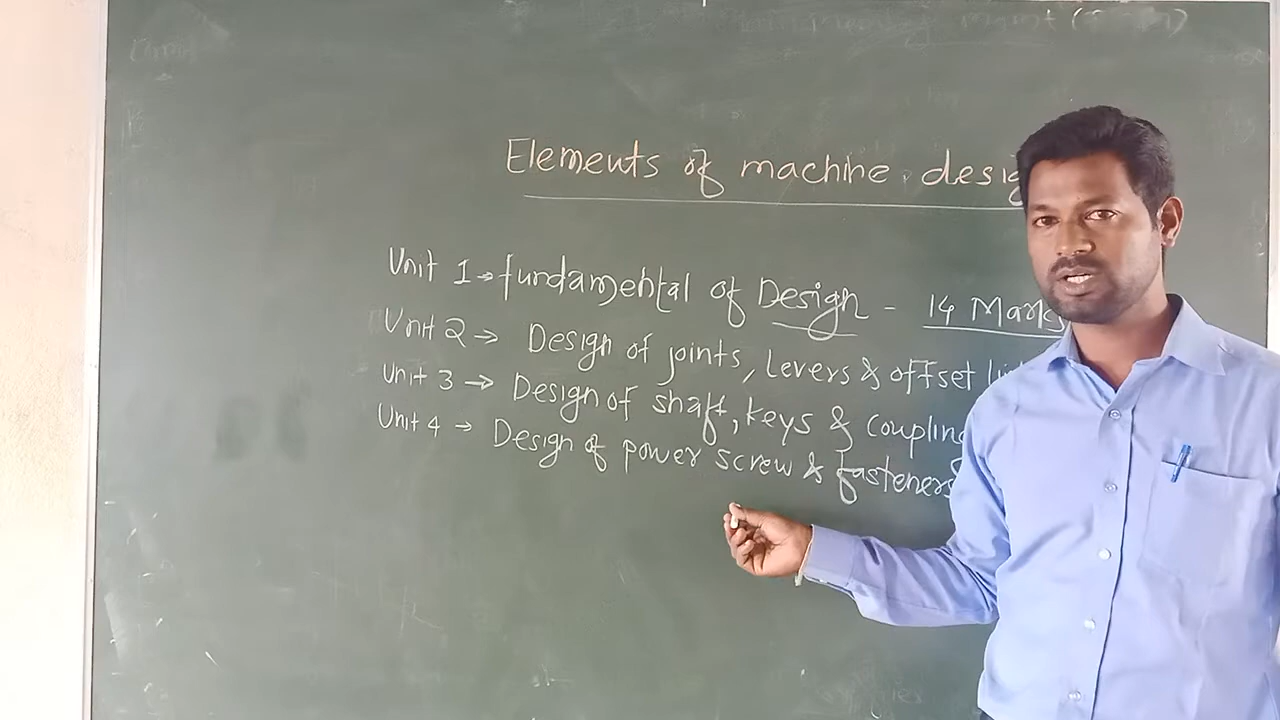 Elements of machine desig
Unit 1 → fundamental of Design - 14 Marks
Unit 2 → Design of joints, Levers & offset
Unit 3 → Design of shaft, keys & coupling
Unit 4 → Design of power screw & fasteners